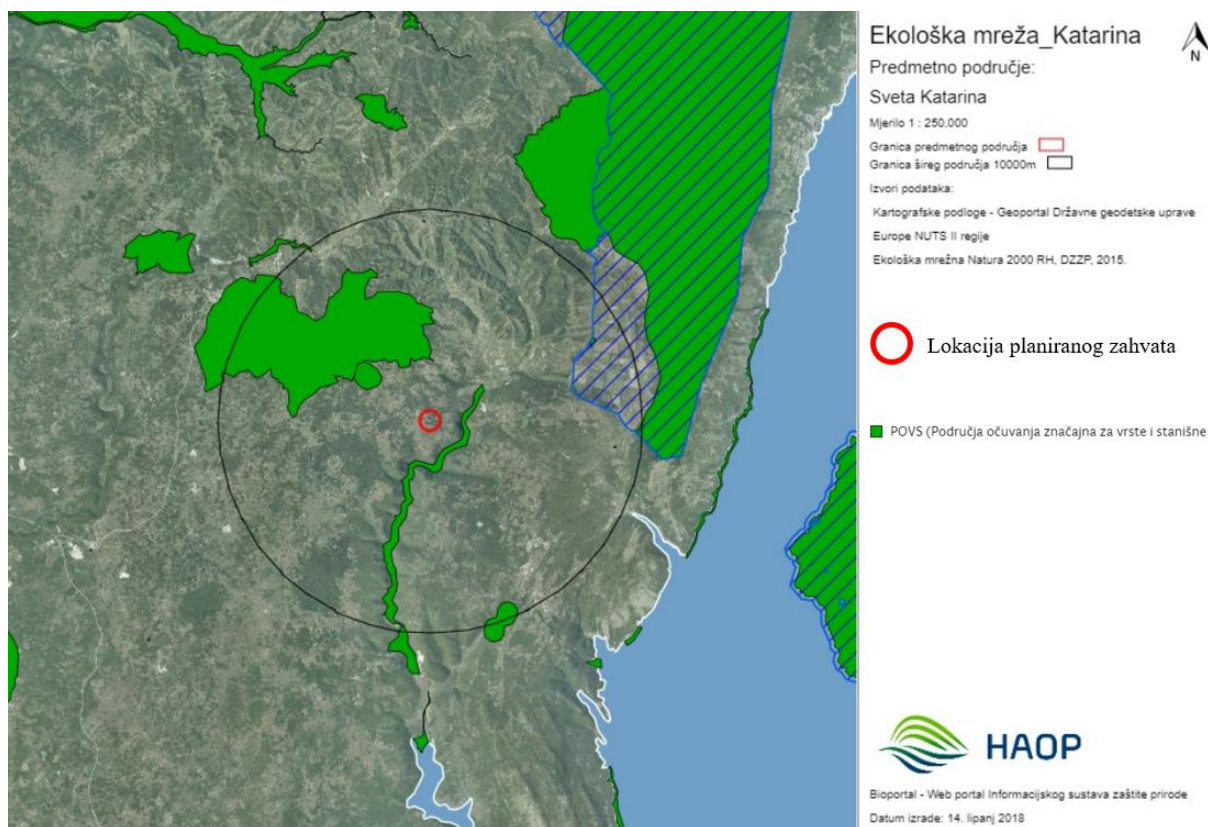 Ekološka mreža_Katarina
N
Predmetno područje:
Sveta Katarina
Mjerilo 1 : 250,000
Granica predmetnog područja
Granica šireg područja 10000m
Izvori podataka:
Kartografske podloge - Geoportal Državne geodetske uprave
Europe NUTS II regije
Ekološka mrežna Natura 2000 RH, DZZP, 2015.
Lokacija planiranog zahvata
POVS (Područja očuvanja značajna za vrste i stanišne
HAOP
Bioportal - Web portal Informacijskog sustava zaštite prirode
Datum izrade: 14. lipanj 2018